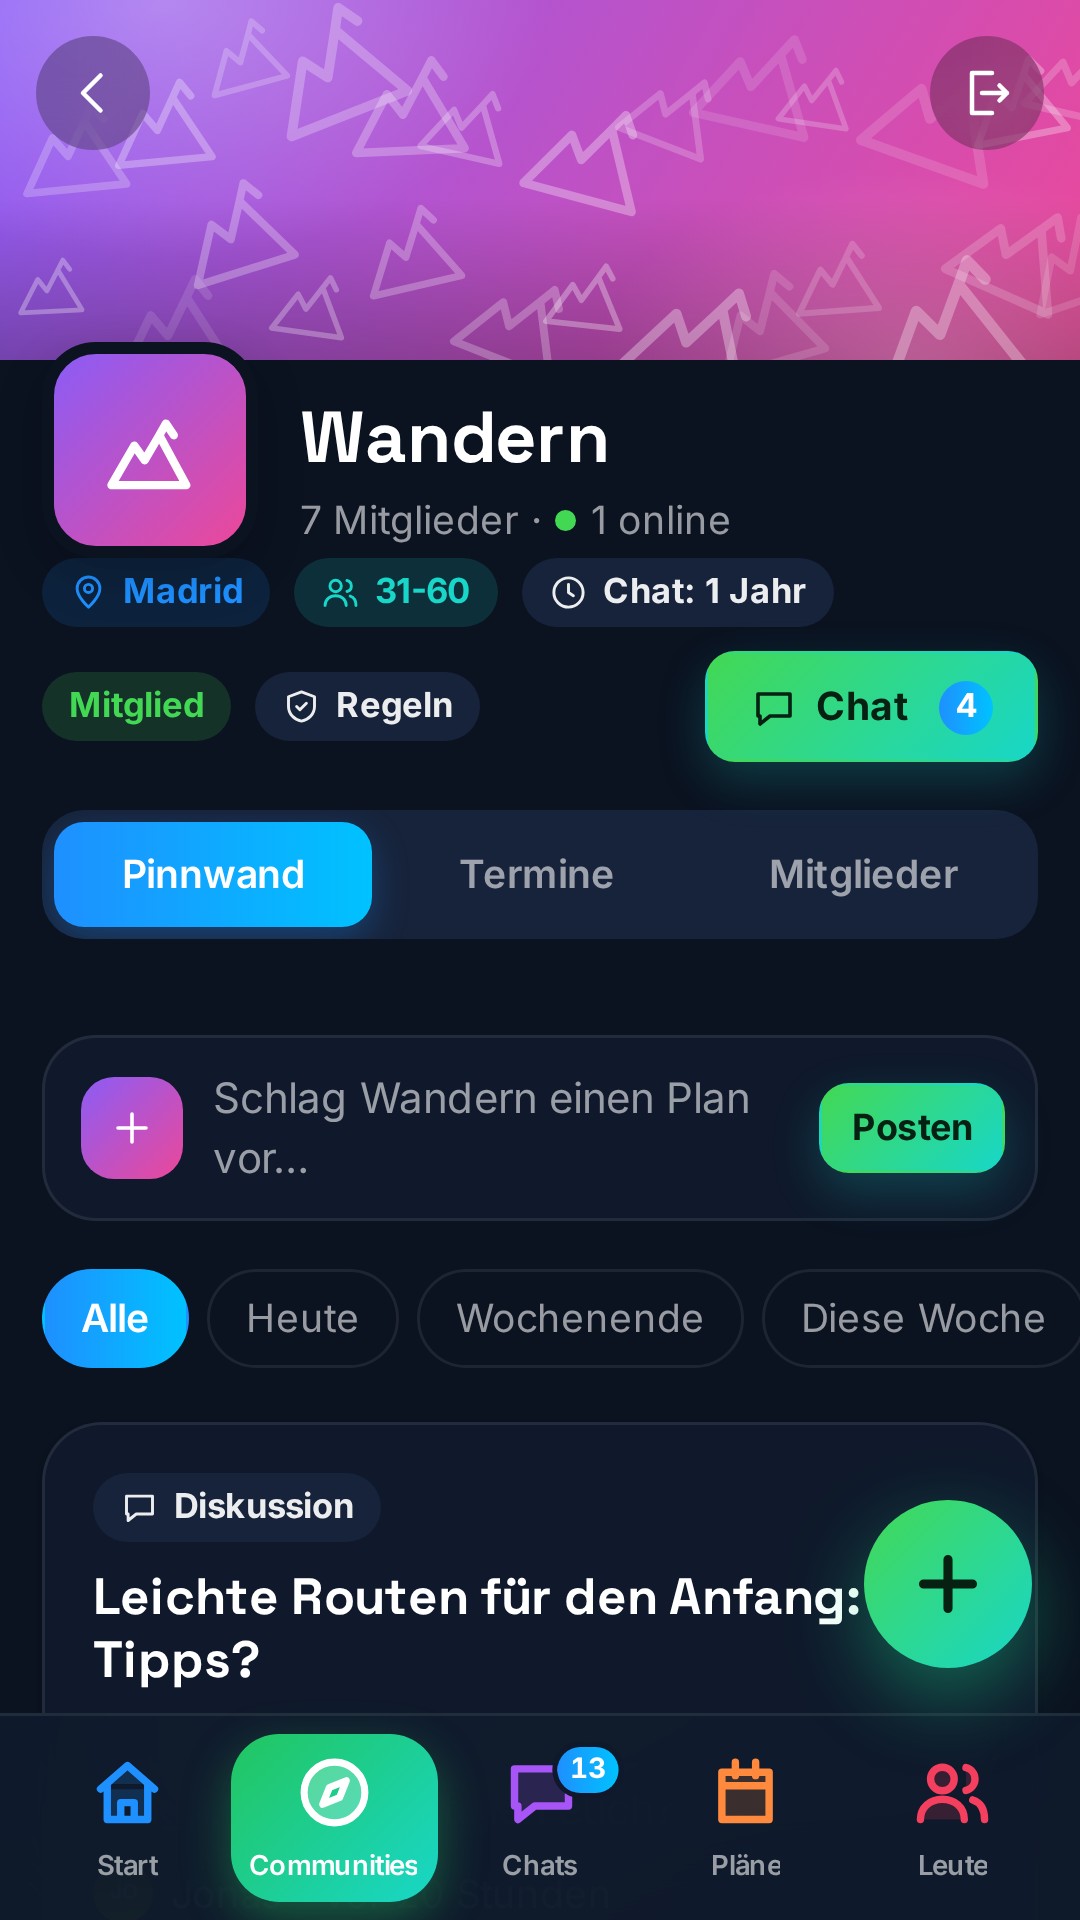 Wandern
7 Mitglieder · 1 online
Madrid
31-60
Chat: 1 Jahr
Mitglied
Regeln
Chat
4
Pinnwand
Termine
Mitglieder
Schlag Wandern einen Plan
vor...
Posten
Alle
Heute
Wochenende
Diese Woche
Diskussion
Leichte Routen für den Anfang:
Tipps?
13
Start
Communities
Chats
Pläne
Leute
Stunden